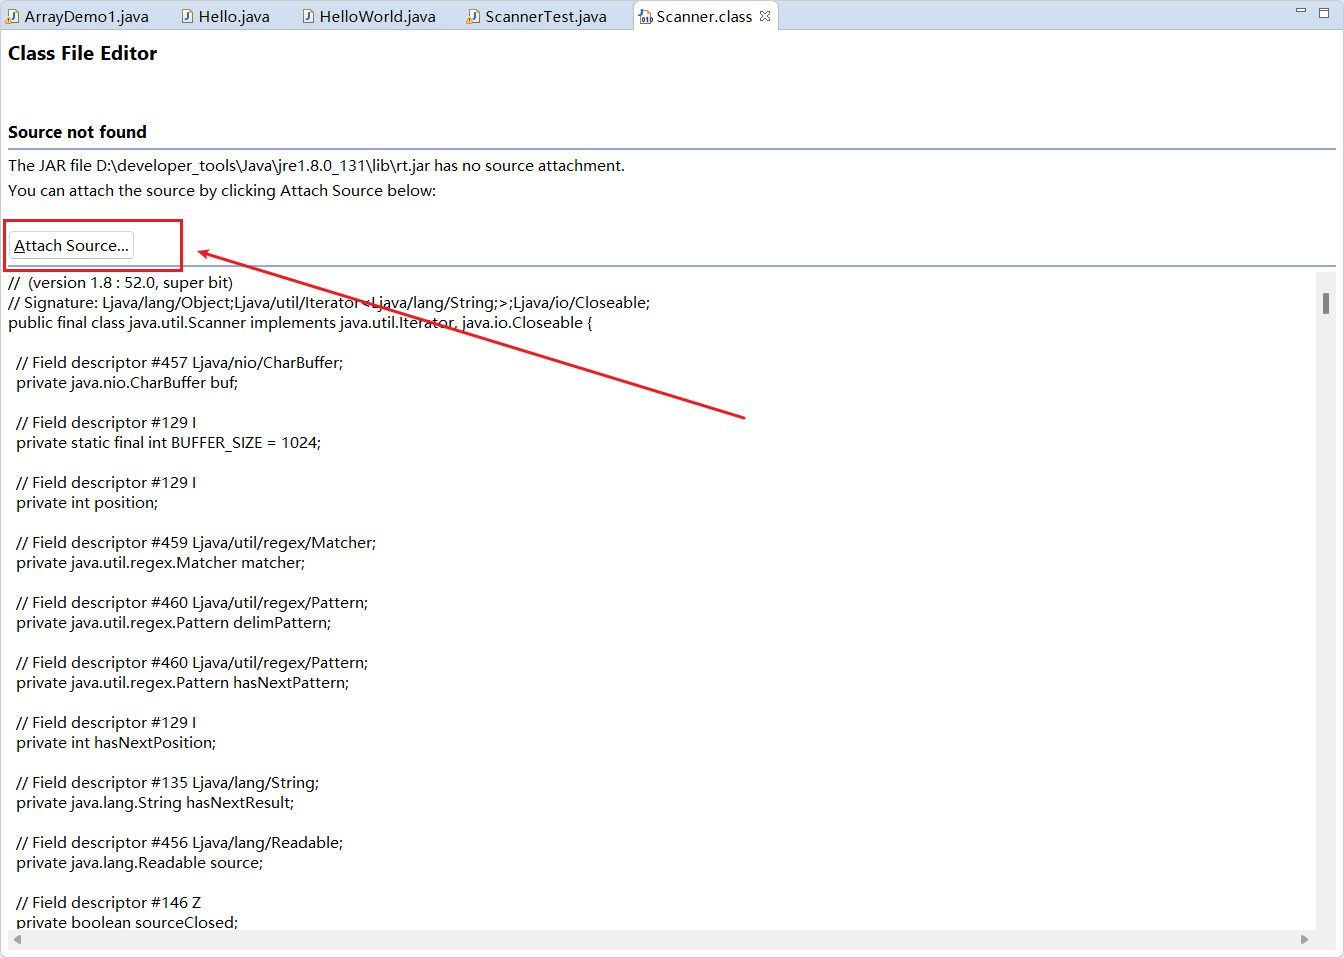 ArrayDemo1.java Hello.java HelloWorld.java ScannerTest.java Scanner.class
Class File Editor
Source not found
The JAR file D:\developer_tools\Java\jre1.8.0_131\lib\rt.jar has no source attachment.
You can attach the source by clicking Attach Source below:
Attach Source...
// (version 1.8 : 52.0, super bit)
// Signature: Ljava/lang/Object;Ljava/util/Iterator<Ljava/lang/String;>;Ljava/io/Closeable;
public final class java.util.Scanner implements java.util.Iterator, java.io.Closeable {
// Field descriptor #457 Ljava/nio/CharBuffer;
private java.nio.CharBuffer buf;
// Field descriptor #129 I
private static final int BUFFER_SIZE = 1024;
// Field descriptor #129 I
private int position;
// Field descriptor #459 Ljava/util/regex/Matcher;
private java.util.regex.Matcher matcher;
// Field descriptor #460 Ljava/util/regex/Pattern;
private java.util.regex.Pattern delimPattern;
// Field descriptor #460 Ljava/util/regex/Pattern;
private java.util.regex.Pattern hasNextPattern;
// Field descriptor #129 I
private int hasNextPosition;
// Field descriptor #135 Ljava/lang/String;
private java.lang.String hasNextResult;
// Field descriptor #456 Ljava/lang/Readable;
private java.lang.Readable source;
// Field descriptor #146 Z
private boolean sourceClosed;